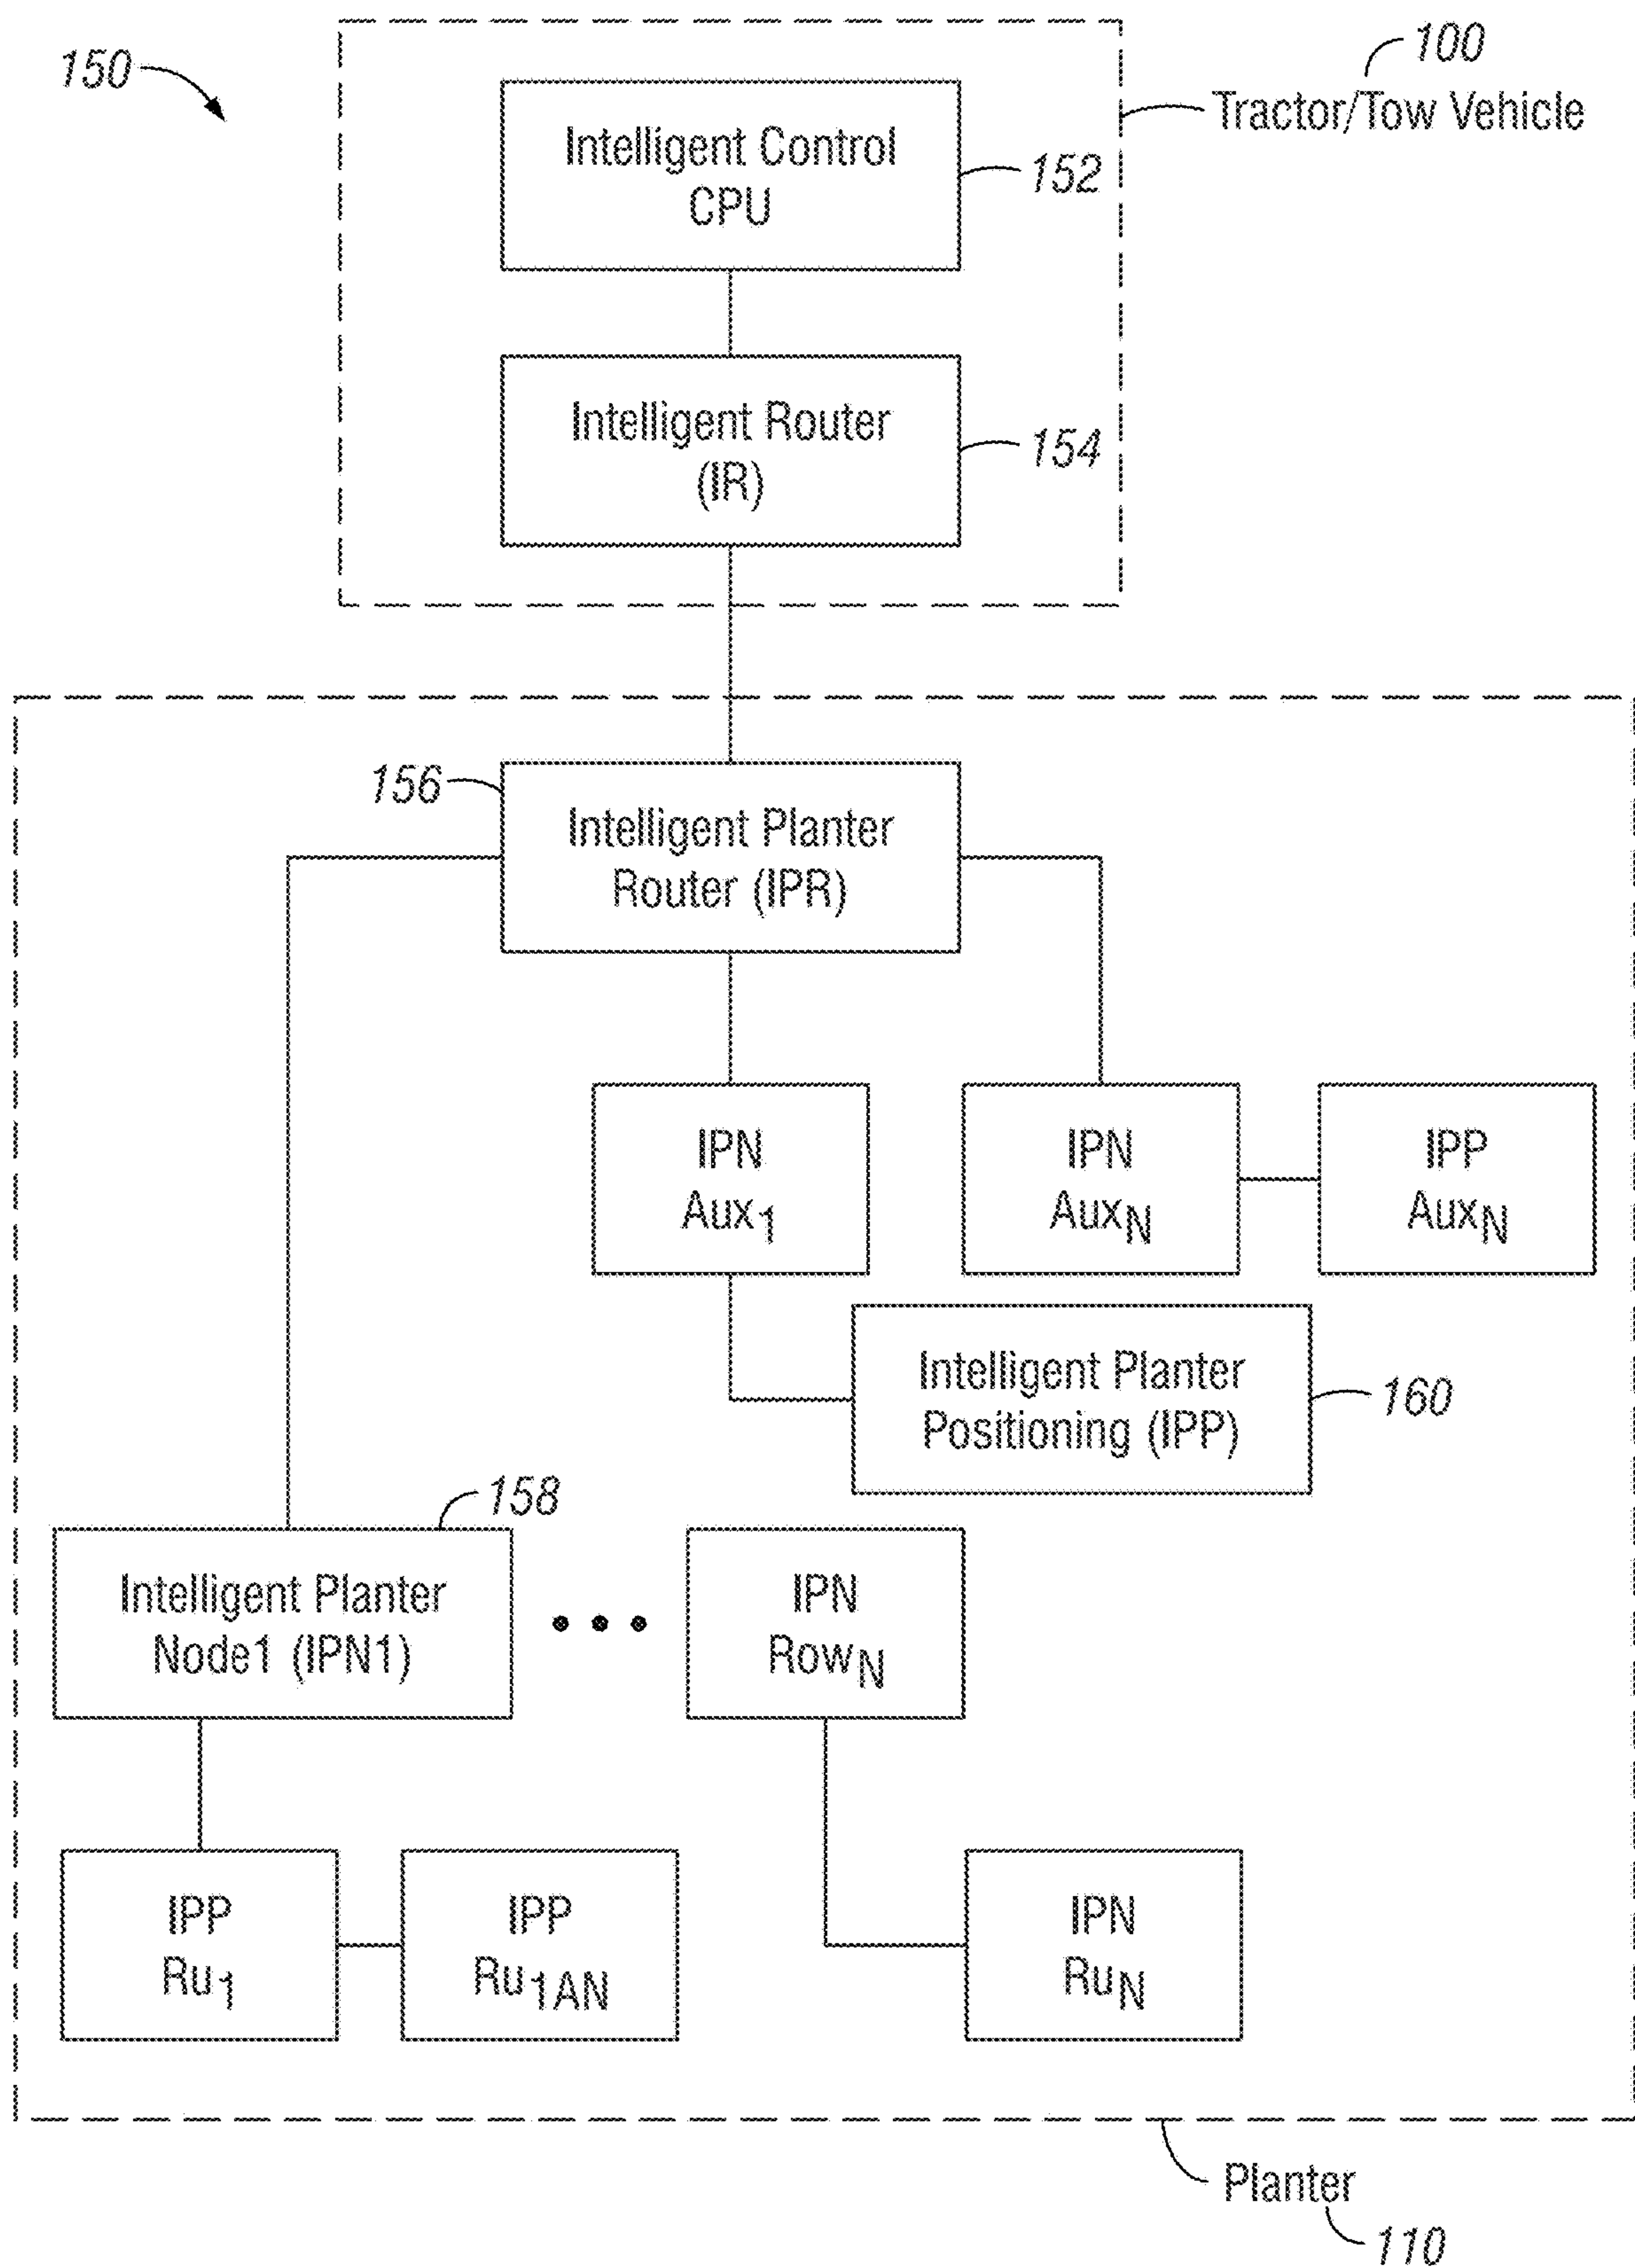 150
100
Tractor/Tow Vehicle
Intelligent Control
CPU
152
Intelligent Router
(IR)
154
156
Intelligent Planter
Router (IPR)
IPN
Aux1
IPN
AuxN
IPP
AuxN
Intelligent Planter
Positioning (IPP)
160
158
Intelligent Planter
Node1 (IPN1)
•••
IPN
RowN
IPP
Ru1
IPP
Ru1AN
IPN
RuN
Planter
110